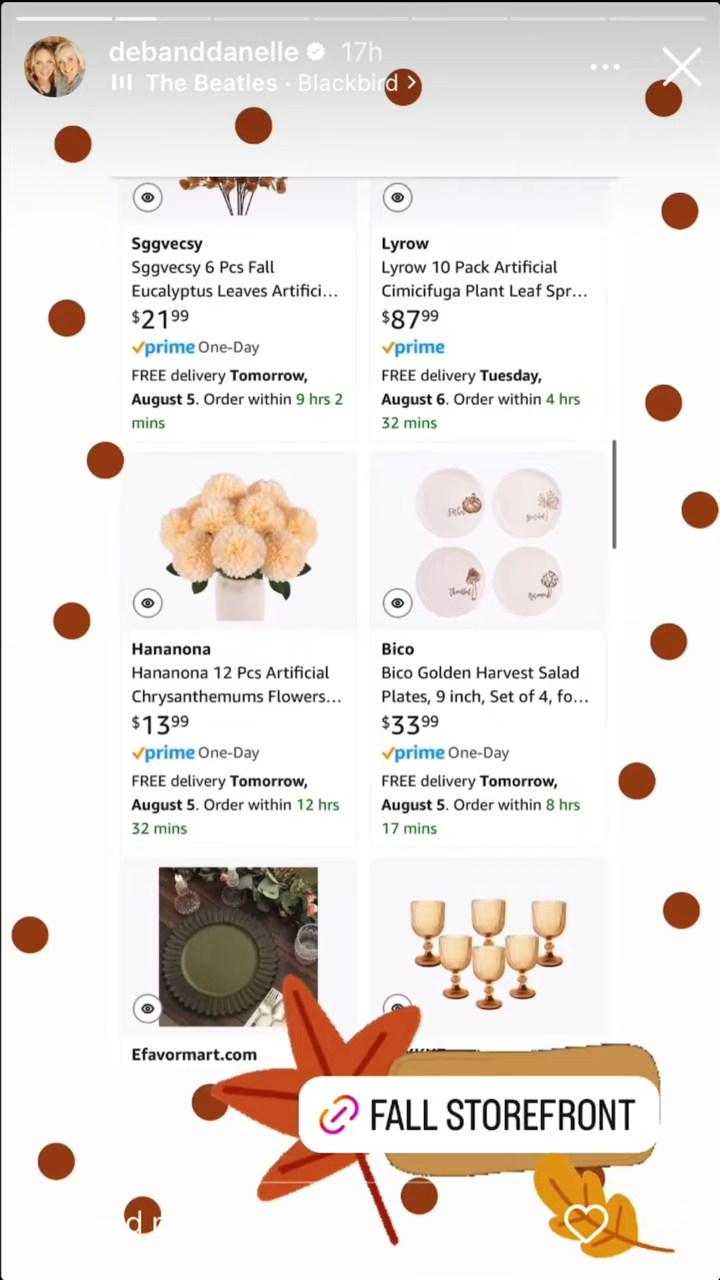 debanddanelle 17h
The Beatles · Blackbird >
Sggvecsy
Sggvecsy 6 Pcs Fall
Eucalyptus Leaves Artifici...
$21.99
prime One-Day
FREE delivery Tomorrow,
August 5. Order within 9 hrs 2
mins
Lyrow
Lyrow 10 Pack Artificial
Cimicifuga Plant Leaf Spr...
$87.99
prime
FREE delivery Tuesday,
August 6. Order within 4 hrs
32 mins
Hananona
Hananona 12 Pcs Artificial
Chrysanthemums Flowers...
$13.99
prime One-Day
FREE delivery Tomorrow,
August 5. Order within 12 hrs
32 mins
Bico
Bico Golden Harvest Salad
Plates, 9 inch, Set of 4, fo...
$33.99
prime One-Day
FREE delivery Tomorrow,
August 5. Order within 8 hrs
17 mins
Efavormart.com
FALL STOREFRONT